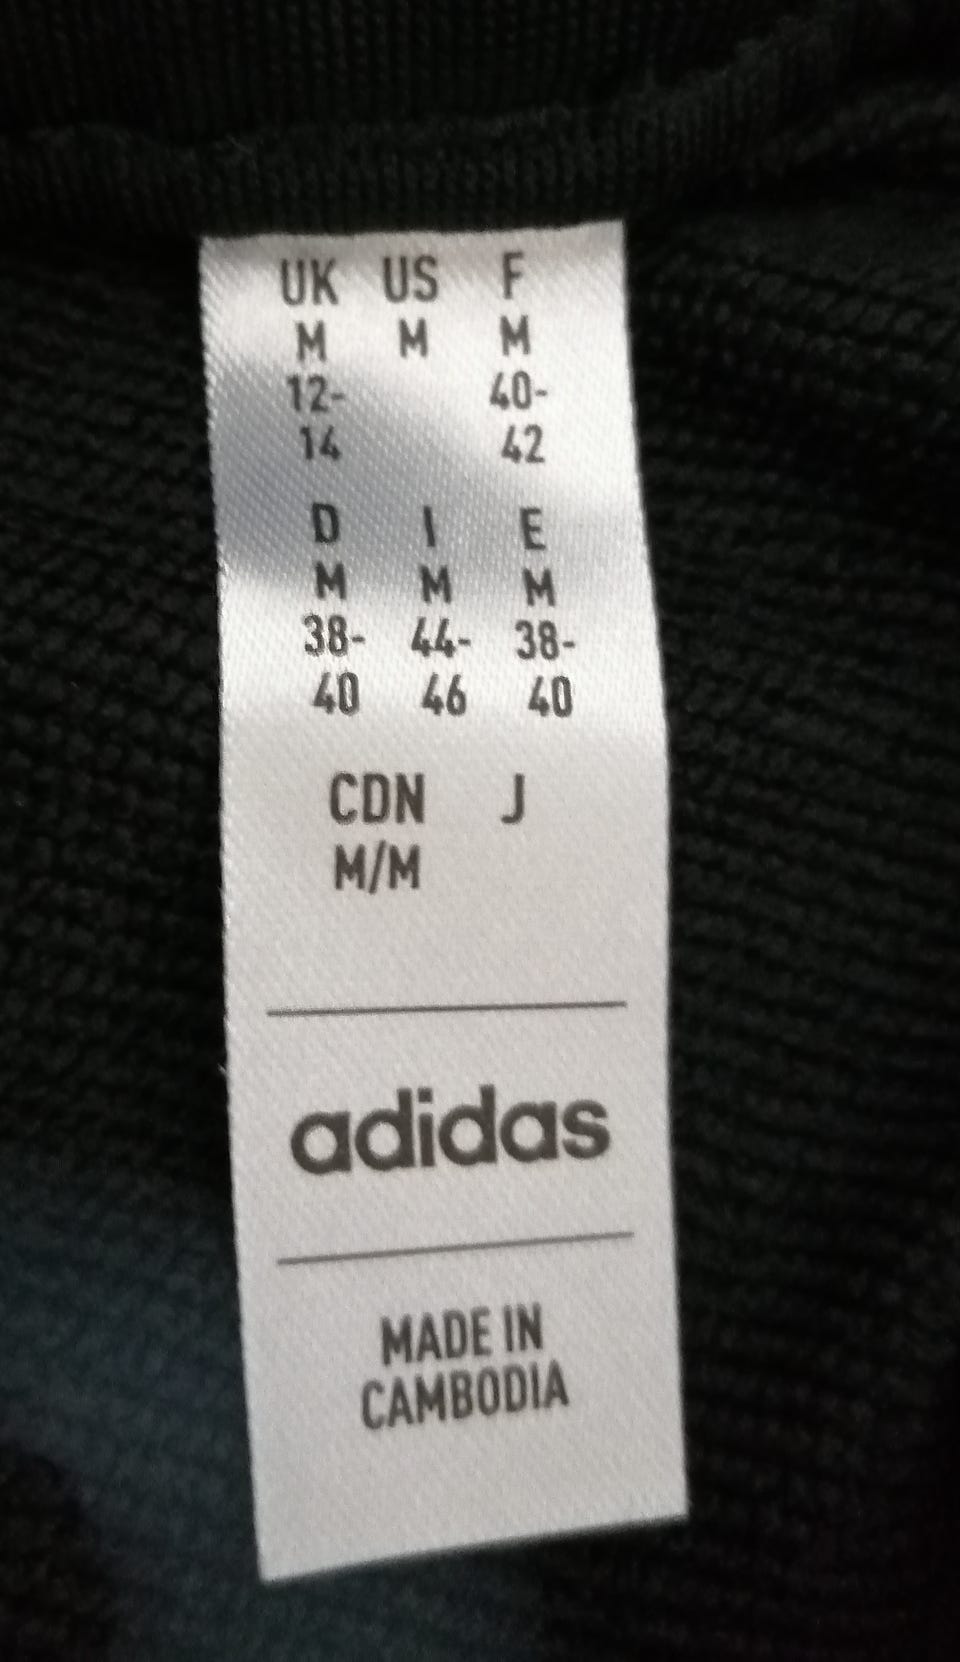 UK US F
M M M
12- 40-
14 42
D I E
M M M
38- 44- 38-
40 46 40
CDN J
M/M
adidas
MADE IN
CAMBODIA